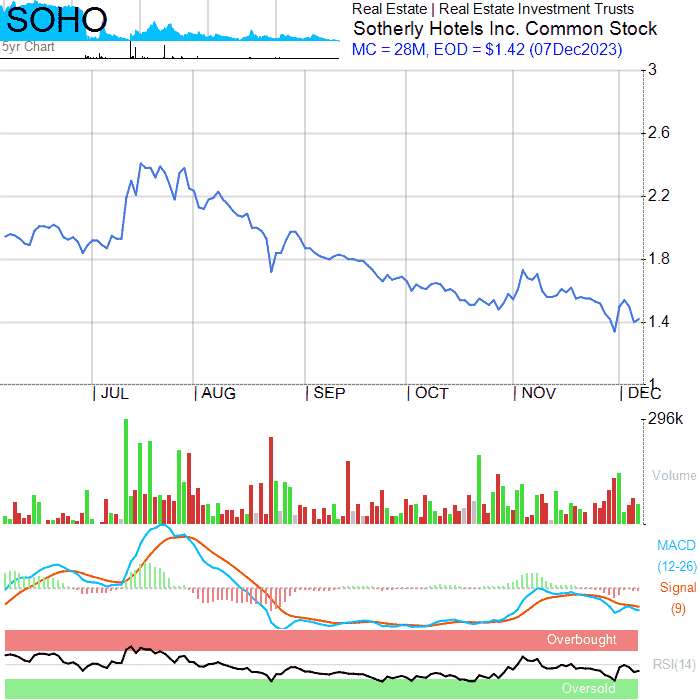 SOHO
5yr Chart
Real Estate | Real Estate Investment Trusts
Sotherly Hotels Inc. Common Stock
MC = 28M, EOD = $1.42 (07Dec2023)
3
2.6
2.2
1.8
1.4
1
JUL AUG SEP OCT NOV DEC
296k
Volume
MACD
(12-26)
Signal
(9)
Overbought
RSI(14)
Oversold